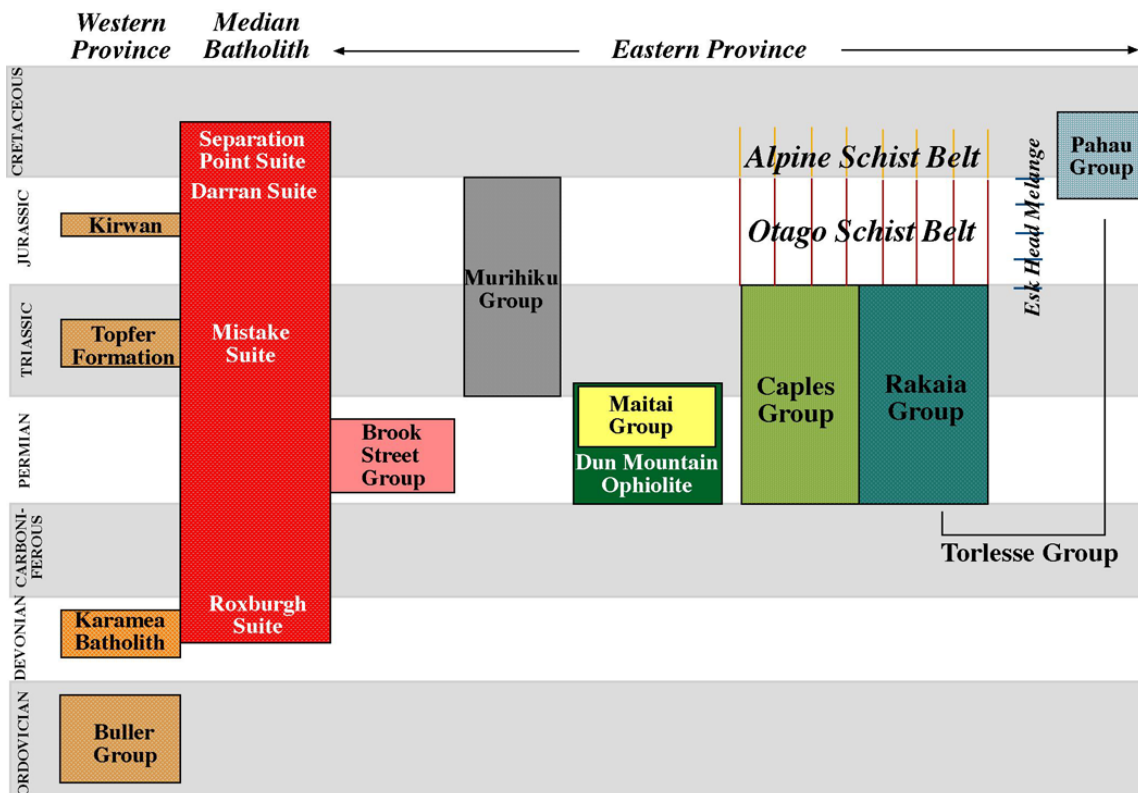 Western
Province
Median
Batholith
Eastern Province
CRETACEOUS
JURASSIC
TRIASSIC
PERMIAN
CARBONI-
FEROUS
DEVONIAN
ORDOVICIAN
Kirwan
Topfer
Formation
Karamea
Batholith
Buller
Group
Separation
Point Suite
Darran Suite
Mistake
Suite
Roxburgh
Suite
Brook
Street
Group
Murihiku
Group
Maitai
Group
Dun Mountain
Ophiolite
Alpine Schist Belt
Otago Schist Belt
Caples
Group
Rakaia
Group
Esk Head Melange
Pahau
Group
Torlesse Group